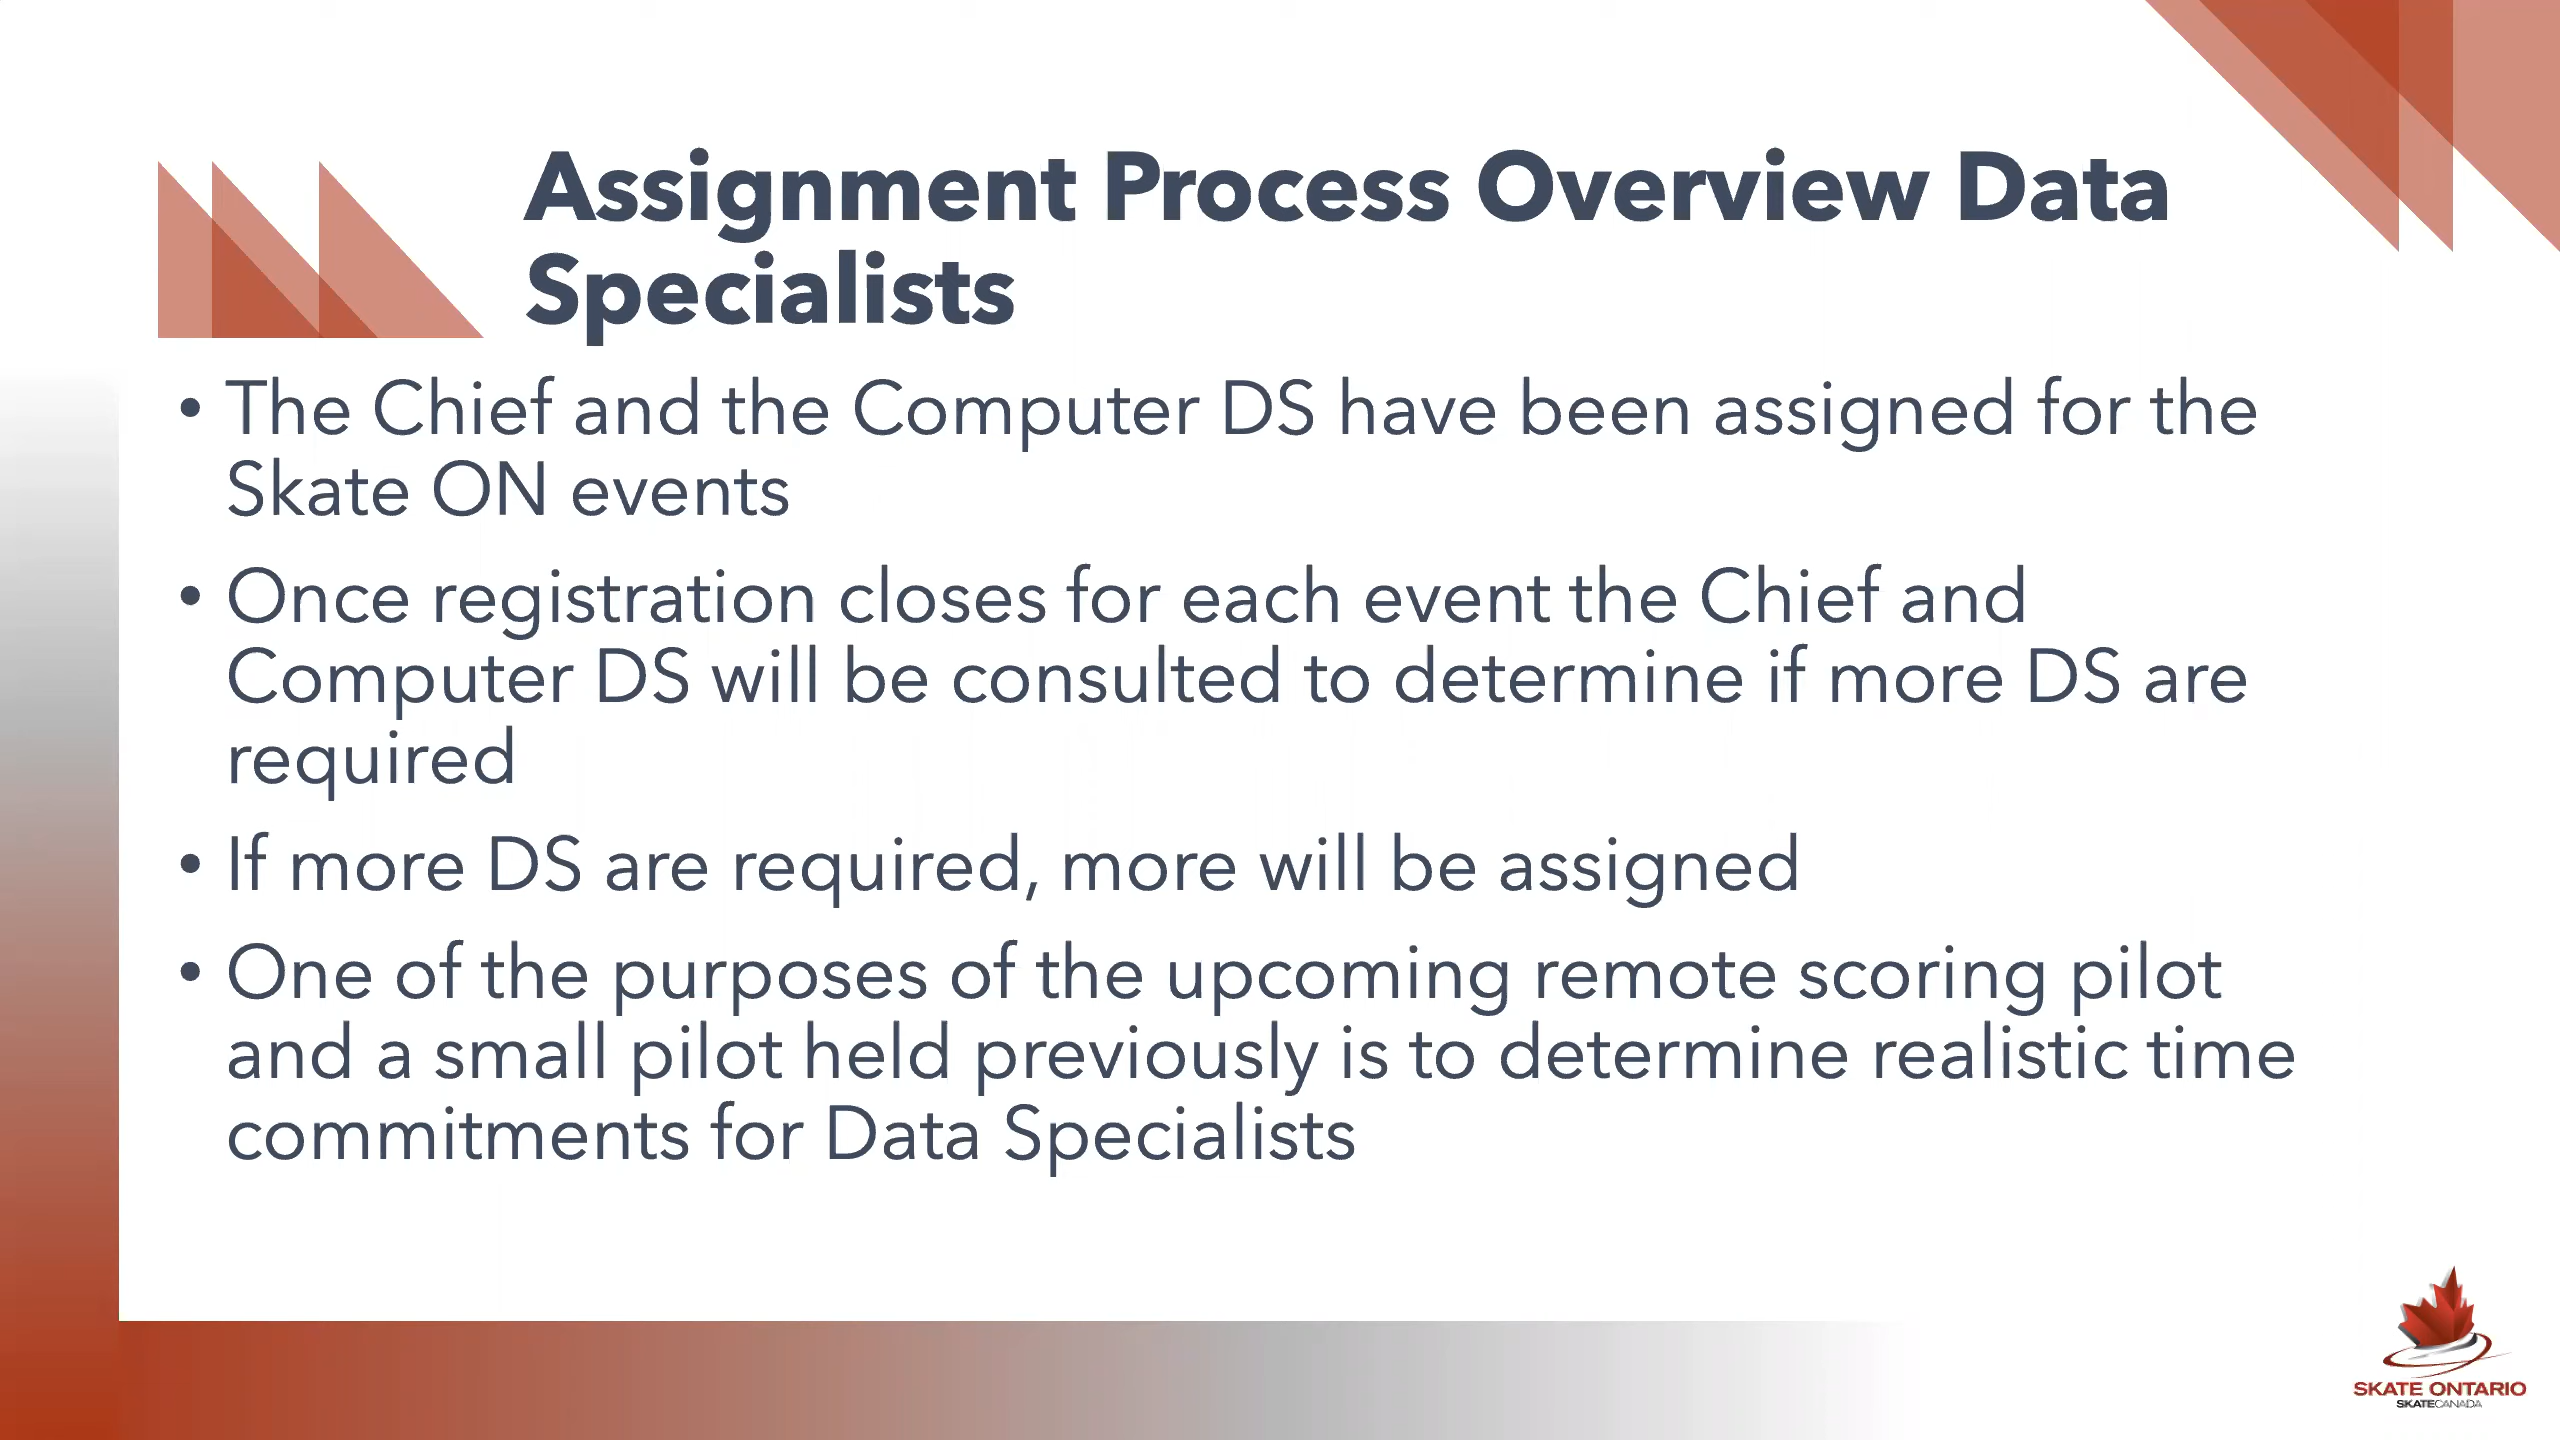 Assignment Process Overview Data
Specialists
• The Chief and the Computer DS have been assigned for the
Skate ON events
• Once registration closes for each event the Chief and
Computer DS will be consulted to determine if more DS are
required
• If more DS are required, more will be assigned
• One of the purposes of the upcoming remote scoring pilot
and a small pilot held previously is to determine realistic time
commitments for Data Specialists
SKATE ONTARIO
SKATECANADA